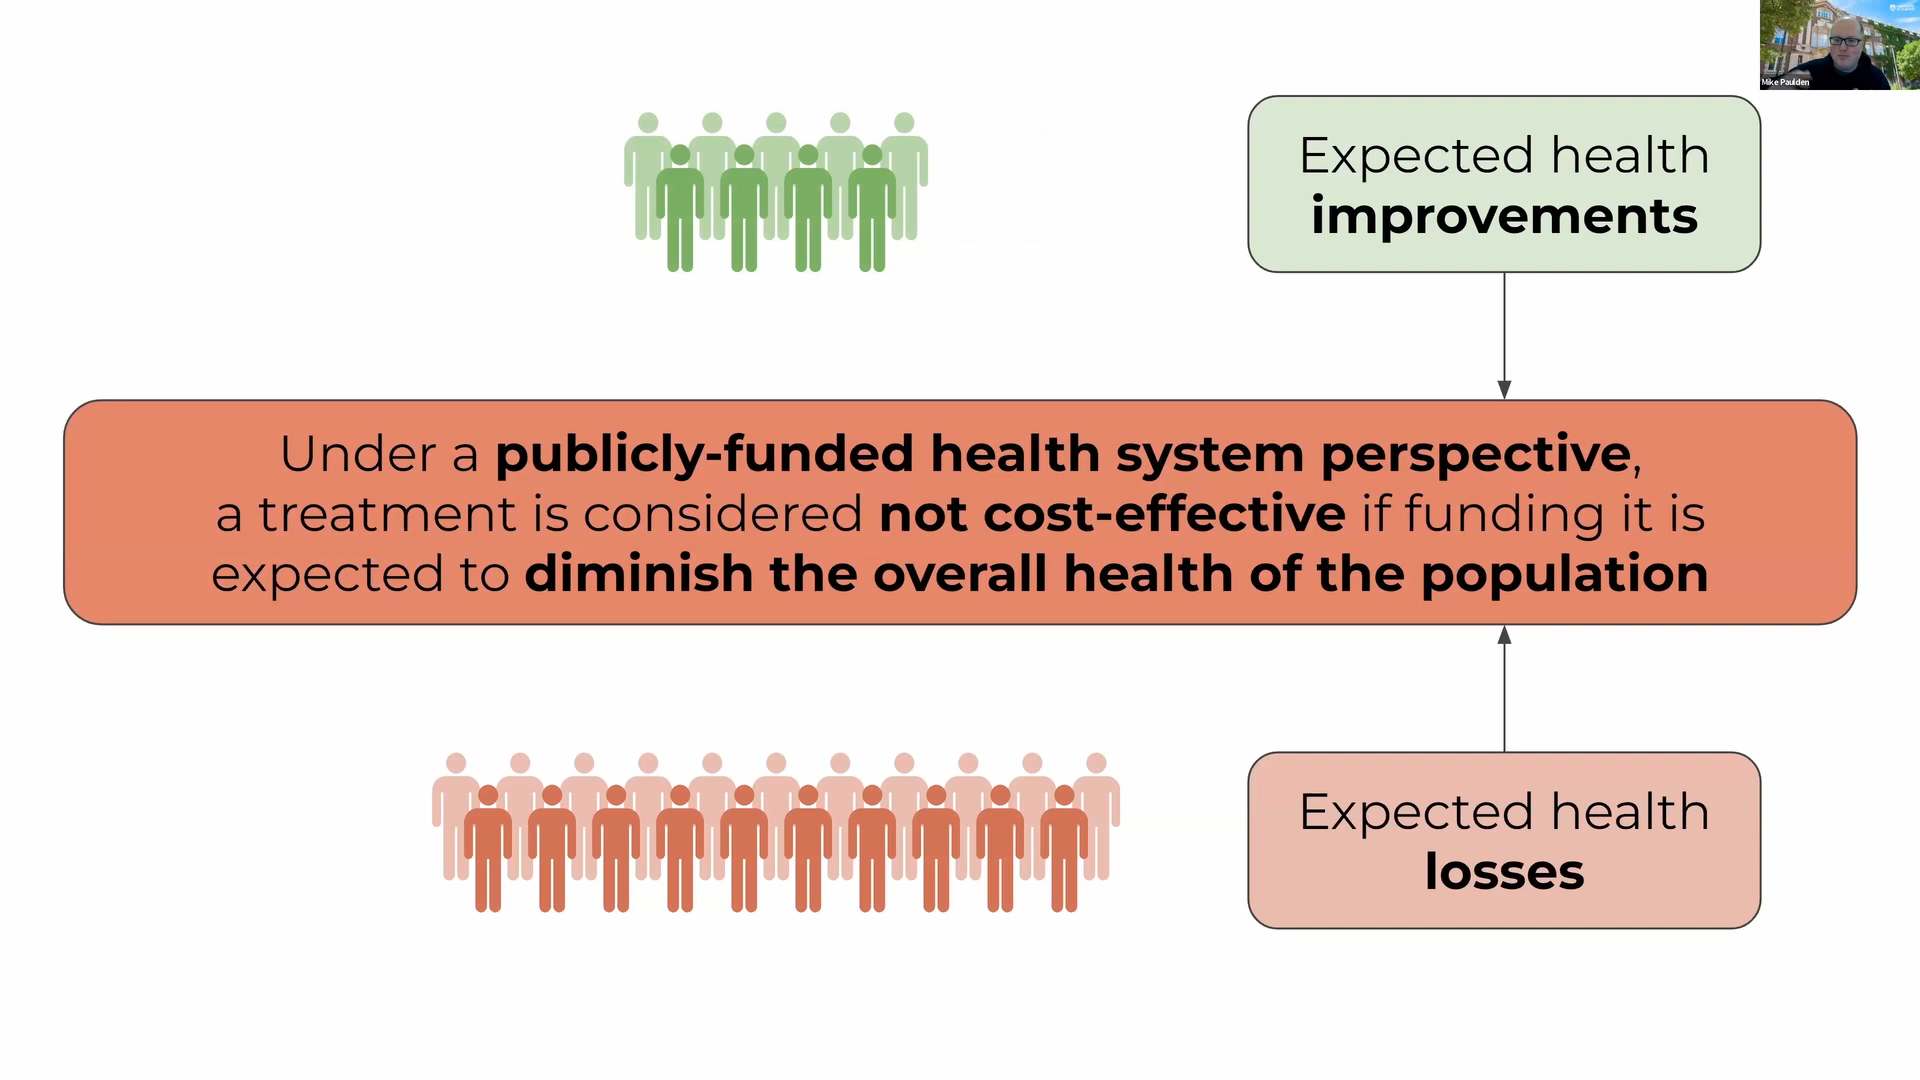 Mike Paulden
Expected health
improvements
Under a publicly-funded health system perspective,
a treatment is considered not cost-effective if funding it is
expected to diminish the overall health of the population
Expected health
losses